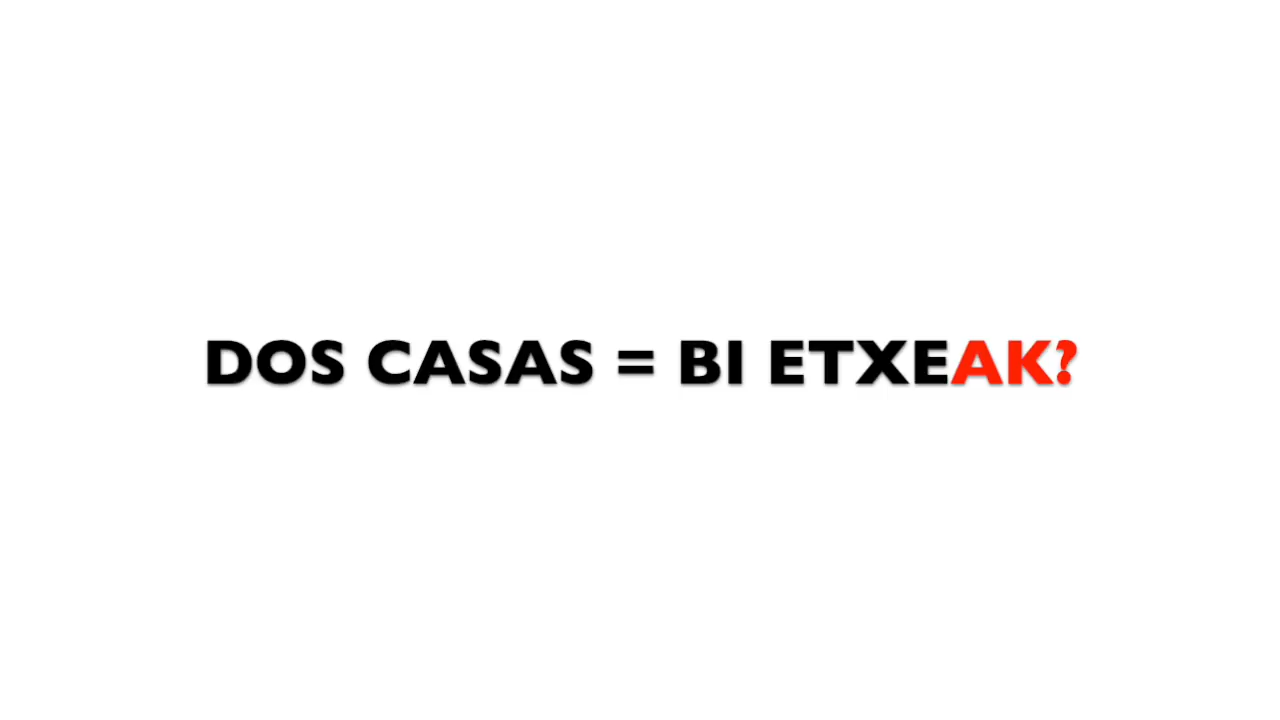 DOS CASAS = BI ETXEAK?